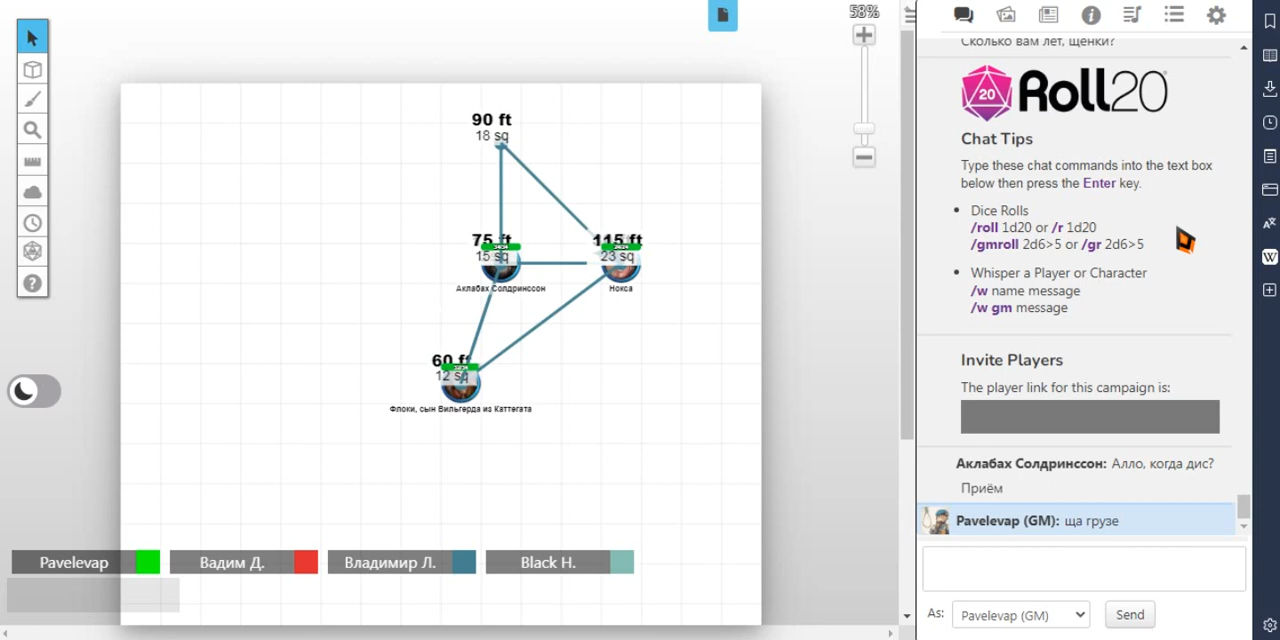 58%
90 ft
18 sq
75 ft
15 sq
115 ft
23 sq
Аклабах Солдринссон
Нокса
60 ft
12 sq
Флоки, сын Вильгерда из Каттегата
Pavelevap
Вадим Д.
Владимир Л.
Black H.
Сколько вам лет, щенки?
20
Roll20
Chat Tips
Type these chat commands into the text box
below then press the Enter key.
• Dice Rolls
/roll 1d20 or /r 1d20
/gmroll 2d6>5 or /gr 2d6>5
• Whisper a Player or Character
/w name message
/w gm message
Invite Players
The player link for this campaign is:
Аклабах Солдринссон: Алло, когда дис?
Приём
Pavelevap (GM): ща грузе
As:
Pavelevap (GM)
Send